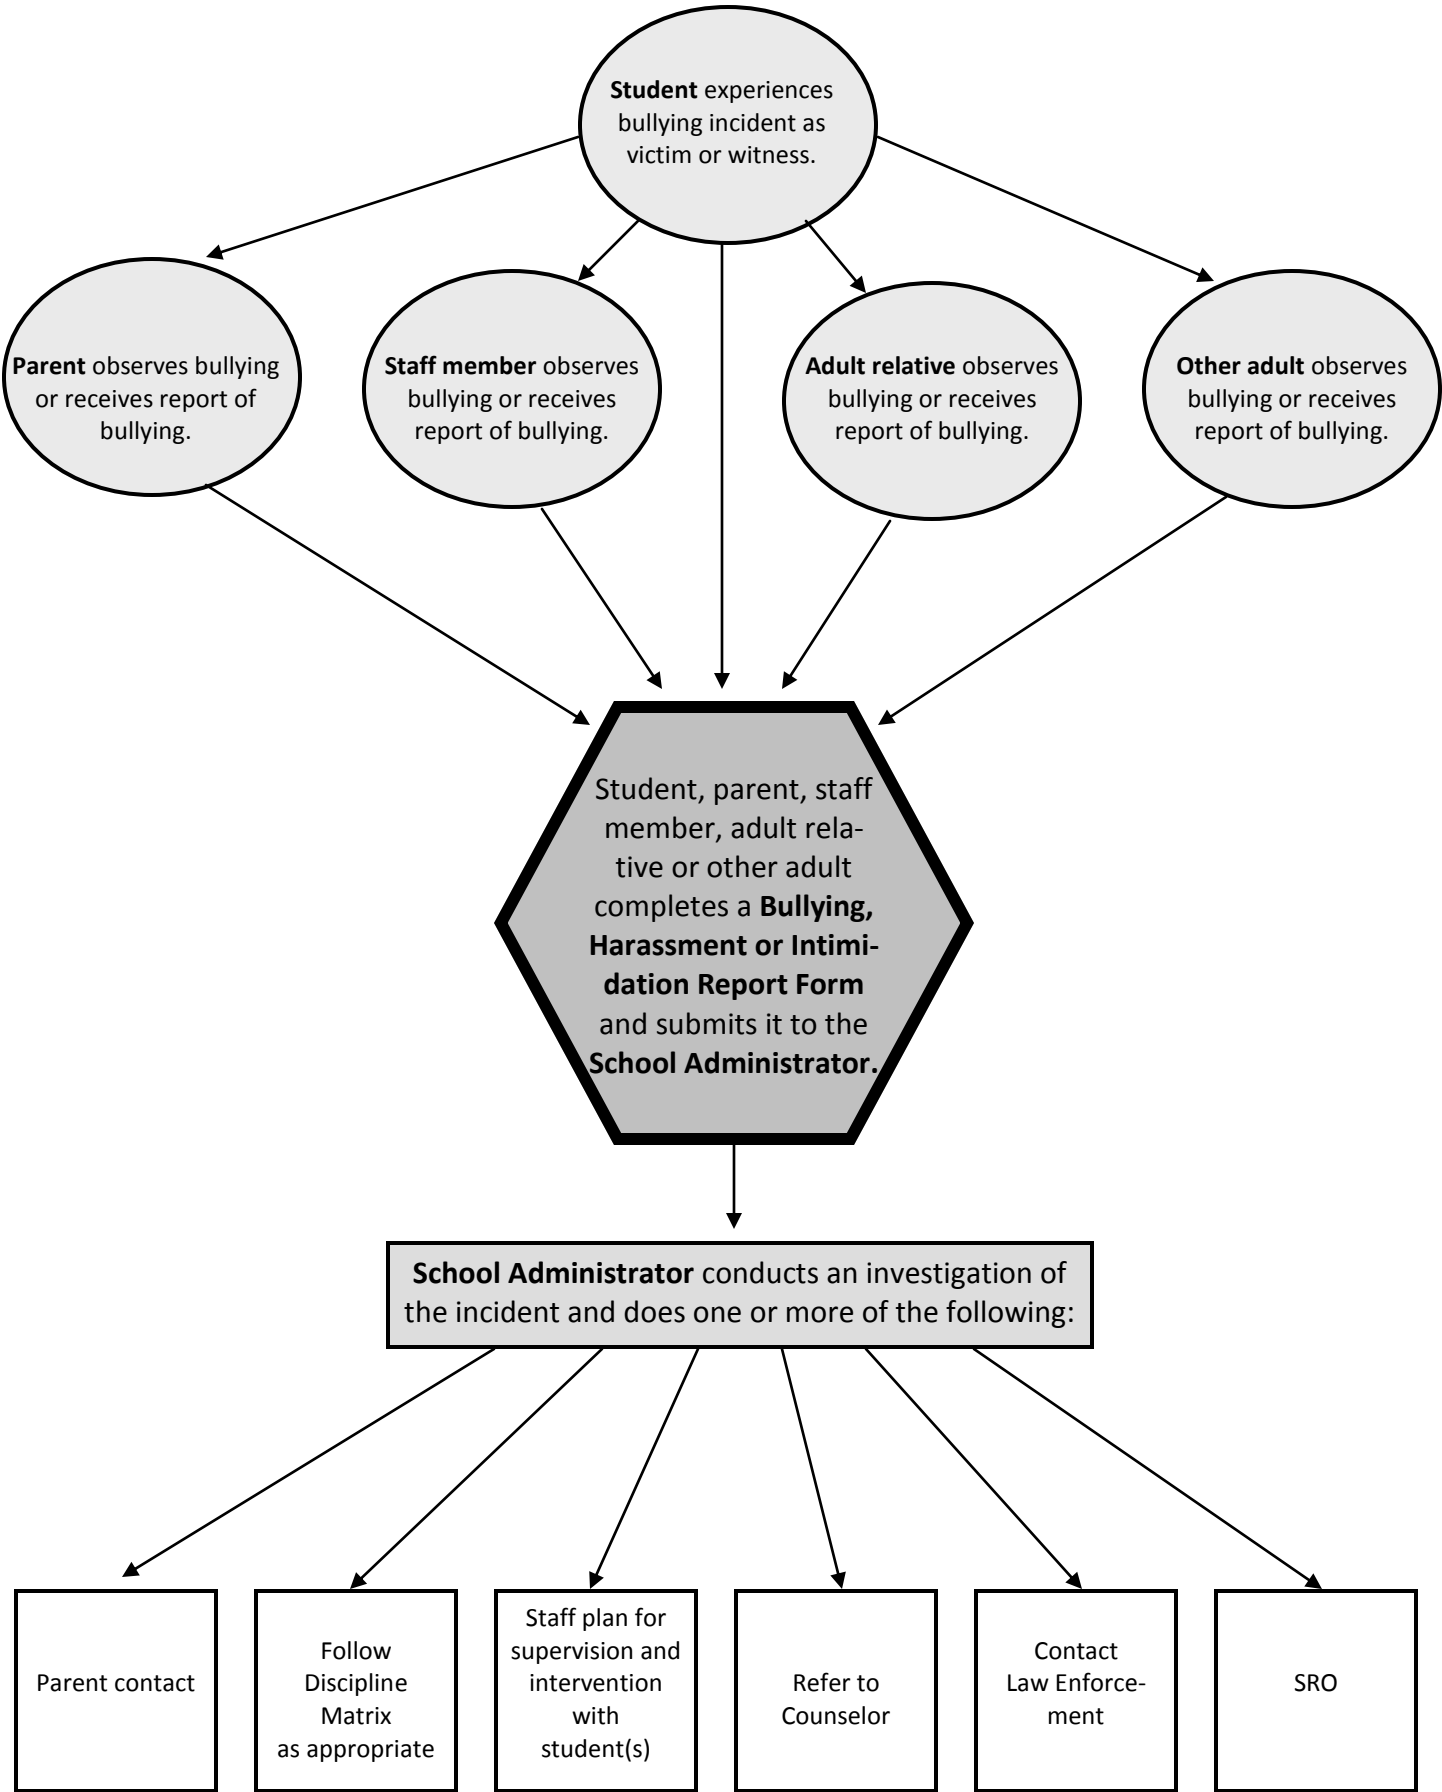 Student experiences
bullying incident as
victim or witness.
Parent observes bullying
or receives report of
bullying.
Staff member observes
bullying or receives
report of bullying.
Adult relative observes
bullying or receives
report of bullying.
Other adult observes
bullying or receives
report of bullying.
Student, parent, staff
member, adult rela-
tive or other adult
completes a Bullying,
Harassment or Intimi-
dation Report Form
and submits it to the
School Administrator.
School Administrator conducts an investigation of
the incident and does one or more of the following:
Parent contact
Follow
Discipline
Matrix
as appropriate
Staff plan for
supervision and
intervention
with
student(s)
Refer to
Counselor
Contact
Law Enforce-
ment
SRO